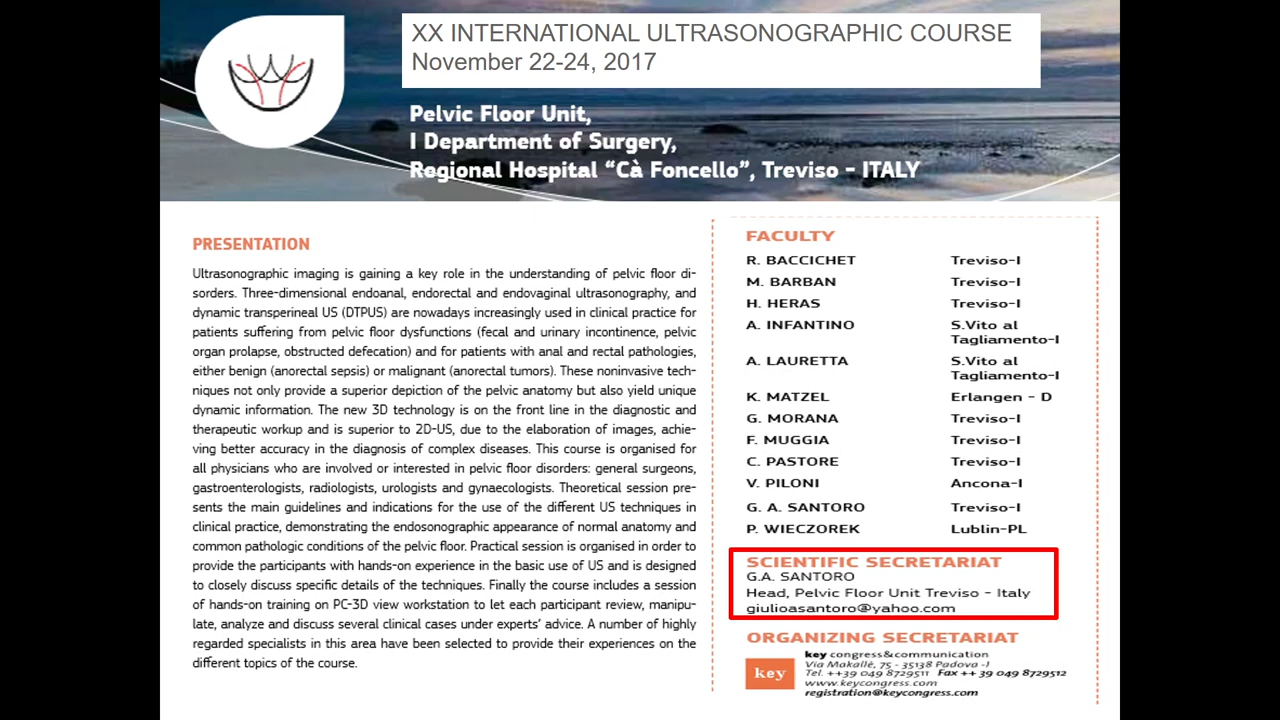 XX INTERNATIONAL ULTRASONOGRAPHIC COURSE
November 22-24, 2017
Pelvic Floor Unit,
I Department of Surgery,
Regional Hospital “Cà Foncello”, Treviso - ITALY
PRESENTATION
Ultrasonographic imaging is gaining a key role in the understanding of pelvic floor di-
sorders. Three-dimensional endoanal, endorectal and endovaginal ultrasonography, and
dynamic transperineal US (DTPUS) are nowadays increasingly used in clinical practice for
patients suffering from pelvic floor dysfunctions (fecal and urinary incontinence, pelvic
organ prolapse, obstructed defecation) and for patients with anal and rectal pathologies,
either benign (anorectal sepsis) or malignant (anorectal tumors). These noninvasive tech-
niques not only provide a superior depiction of the pelvic anatomy but also yield unique
dynamic information. The new 3D technology is on the front line in the diagnostic and
therapeutic workup and is superior to 2D-US, due to the elaboration of images, achie-
ving better accuracy in the diagnosis of complex diseases. This course is organised for
all physicians who are involved or interested in pelvic floor disorders: general surgeons,
gastroenterologists, radiologists, urologists and gynaecologists. Theoretical session pre-
sents the main guidelines and indications for the use of the different US techniques in
clinical practice, demonstrating the endosonographic appearance of normal anatomy and
common pathologic conditions of the pelvic floor. Practical session is organised in order to
provide the participants with hands-on experience in the basic use of US and is designed
to closely discuss specific details of the techniques. Finally the course includes a session
of hands-on training on PC-3D view workstation to let each participant review, manipu-
late, analyze and discuss several clinical cases under experts’ advice. A number of highly
regarded specialists in this area have been selected to provide their experiences on the
different topics of the course.
FACULTY
R. BACCICHET Treviso-I
M. BARBAN Treviso-I
H. HERAS Treviso-I
A. INFANTINO S.Vito al
Tagliamento-I
A. LAURETTA S.Vito al
Tagliamento-I
K. MATZEL Erlangen - D
G. MORANA Treviso-I
F. MUGGIA Treviso-I
C. PASTORE Treviso-I
V. PILONI Ancona-I
G. A. SANTORO Treviso-I
P. WIECZOREK Lublin-PL
SCIENTIFIC SECRETARIAT
G.A. SANTORO
Head, Pelvic Floor Unit Treviso - Italy
giulioasantoro@yahoo.com
ORGANIZING SECRETARIAT
key
key congress&communication
Via Makallè, 75 - 35138 Padova -I
Tel. ++39 049 8729511 Fax ++ 39 049 8729512
www.keycongress.com
registration@keycongress.com